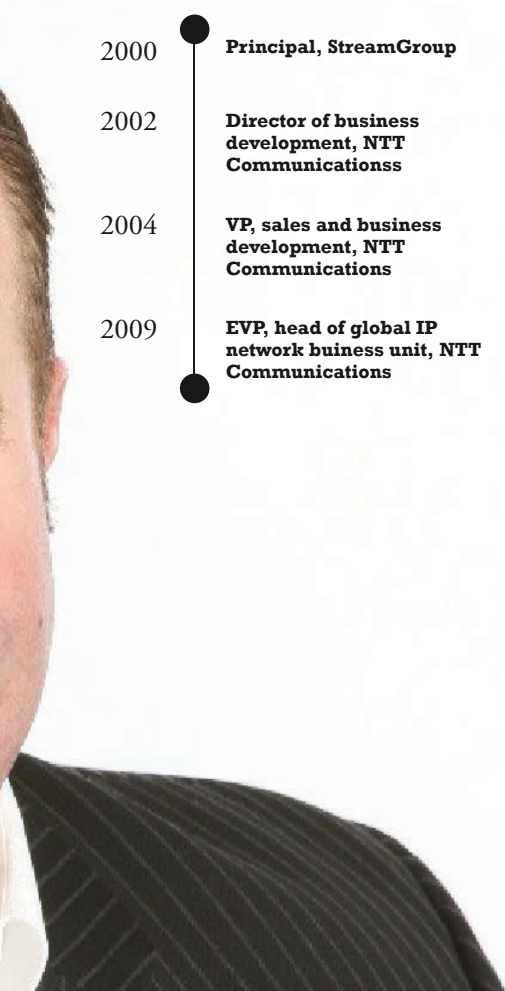 2000 Principal, StreamGroup
2002 Director of business
development, NTT
Communicationss
2004 VP, sales and business
development, NTT
Communications
2009 EVP, head of global IP
network buiness unit, NTT
Communications